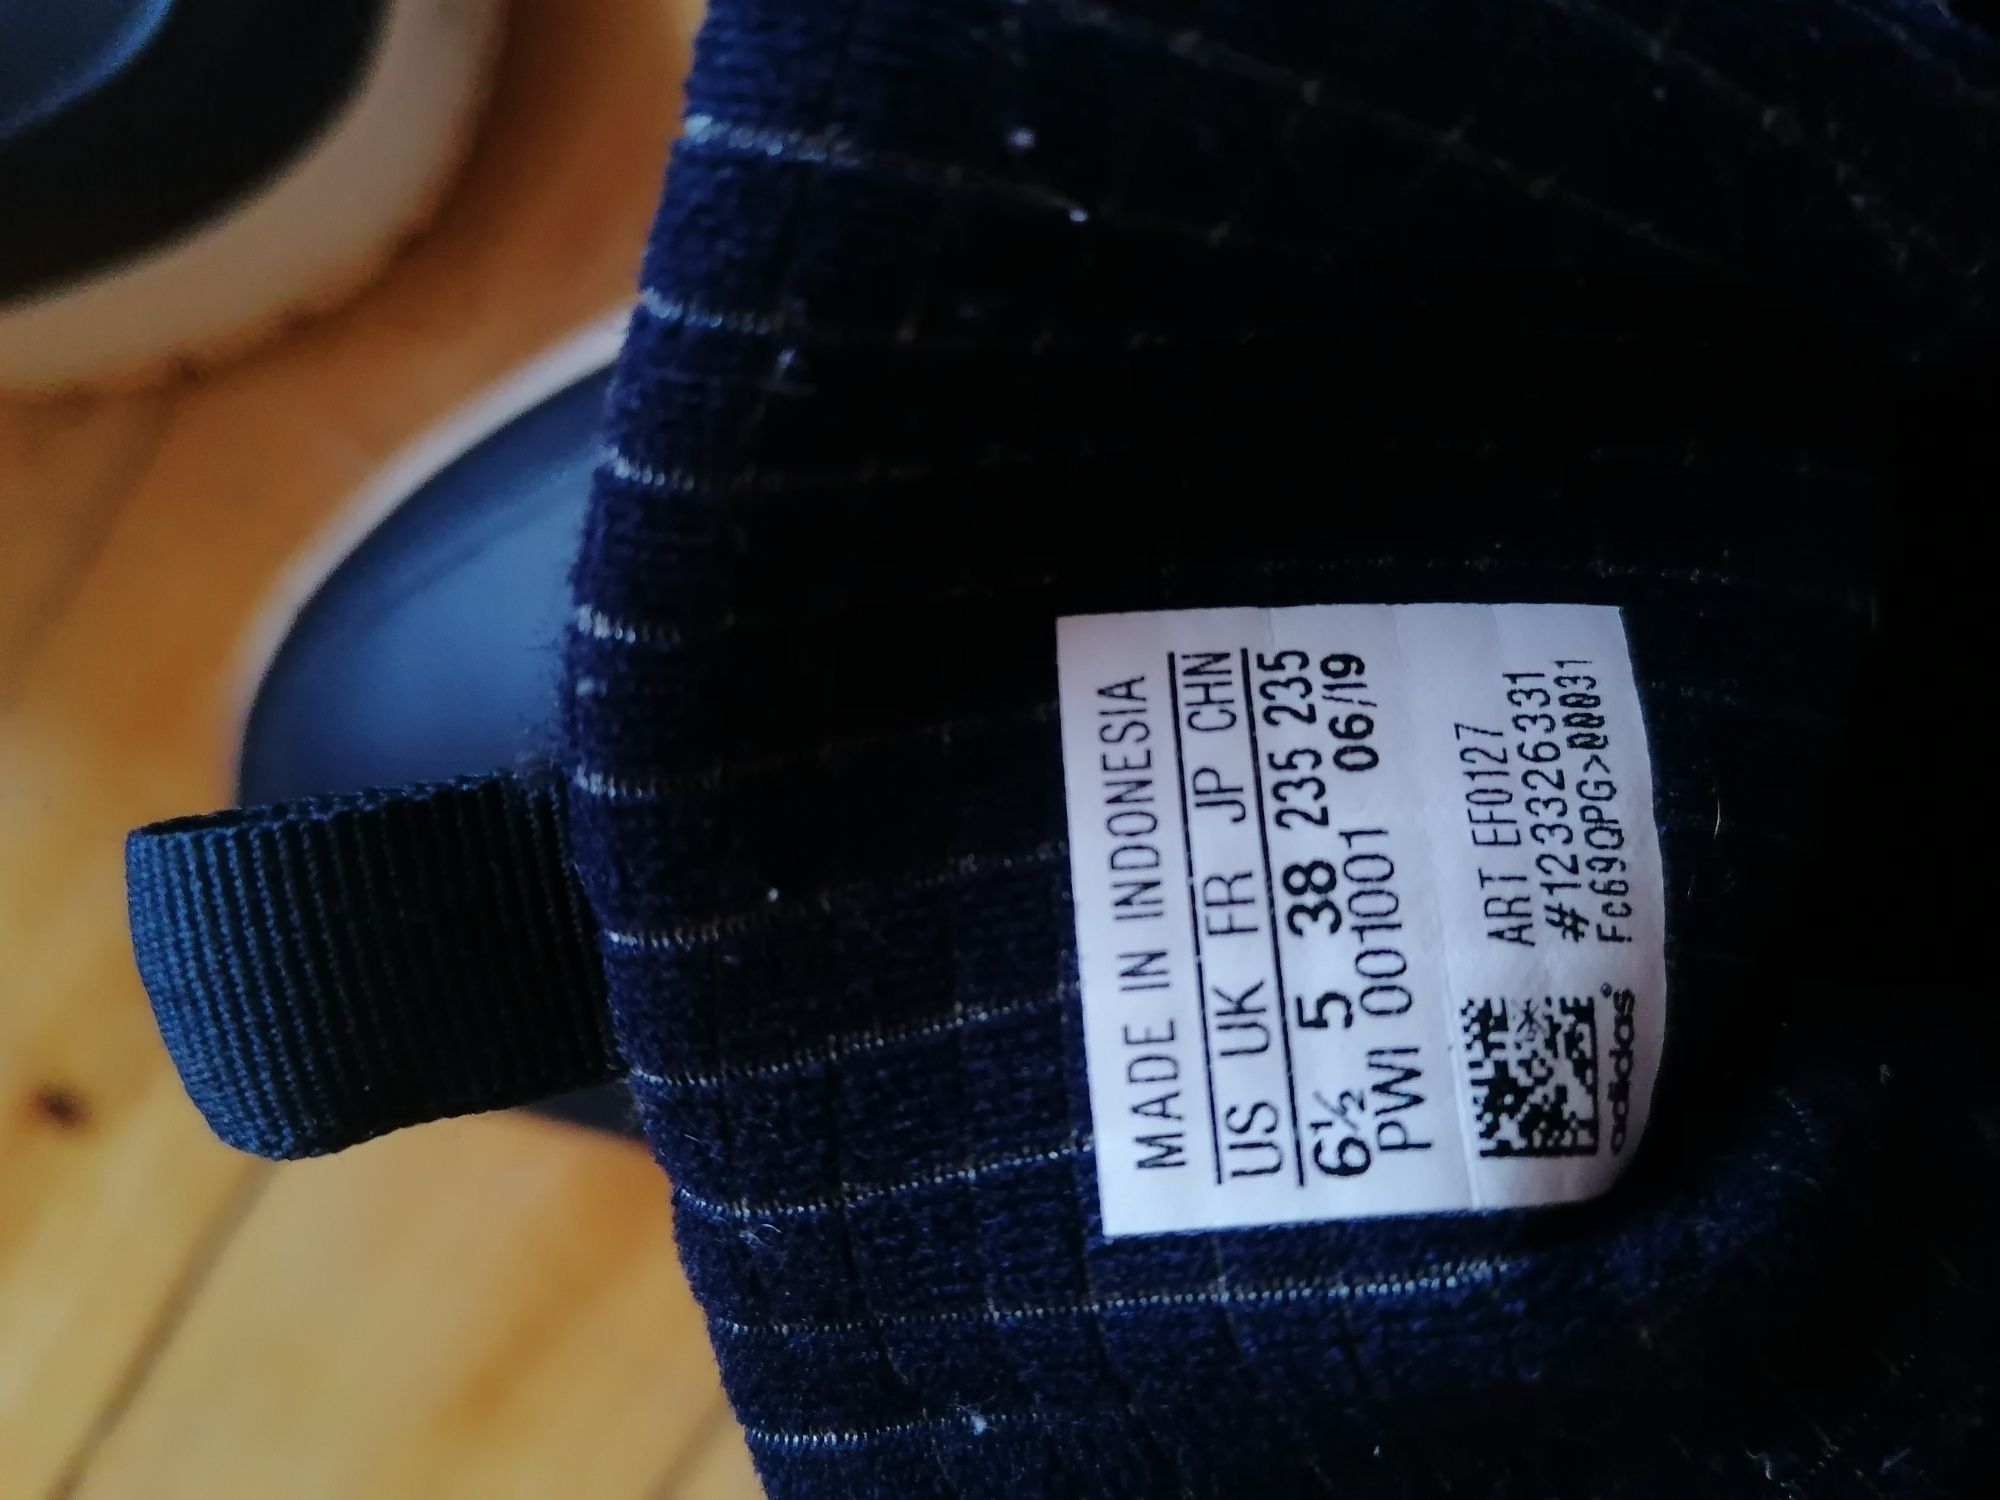 MADE IN INDONESIA
US UK FR JP CHN
6½ 5 38 235 235
PWI 001001 06/19
ART EF0127
#1233326331
Fc69QPG>00031
adidas®